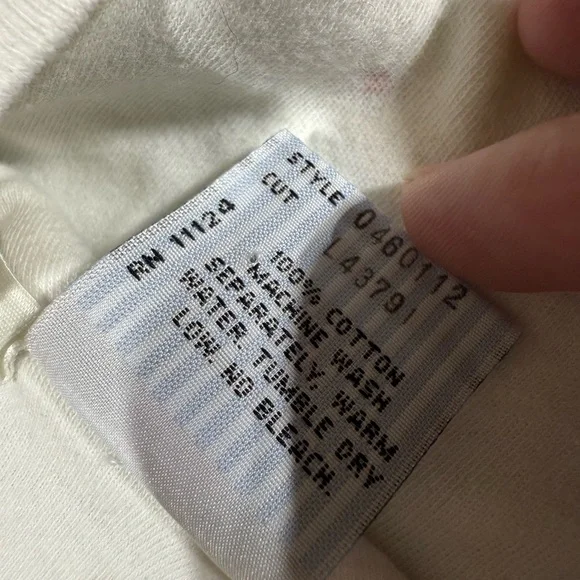 RN 11124
STYLE 0460112
CUT L43791
100% COTTON
MACHINE WASH
SEPARATELY WARM
WATER TUMBLE DRY
LOW NO BLEACH.